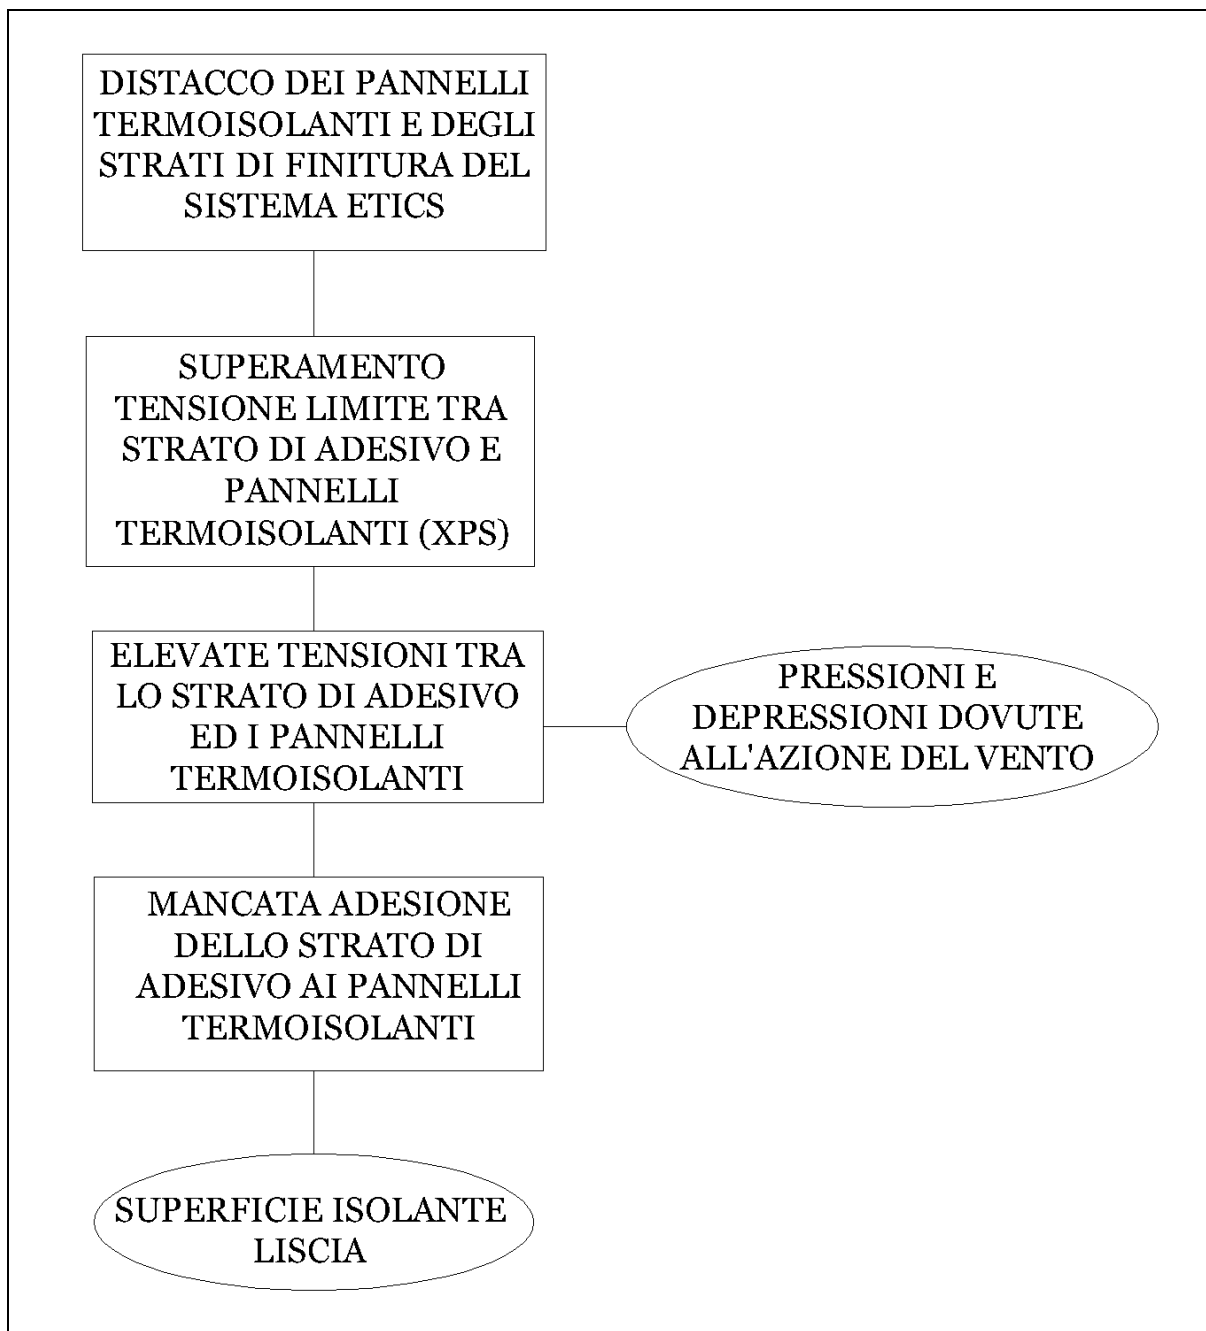 DISTACCO DEI PANNELLI
TERMOISOLANTI E DEGLI
STRATI DI FINITURA DEL
SISTEMA ETICS
SUPERAMENTO
TENSIONE LIMITE TRA
STRATO DI ADESIVO E
PANNELLI
TERMOISOLANTI (XPS)
ELEVATE TENSIONI TRA
LO STRATO DI ADESIVO
ED I PANNELLI
TERMOISOLANTI
PRESSIONI E
DEPRESSIONI DOVUTE
ALL'AZIONE DEL VENTO
MANCATA ADESIONE
DELLO STRATO DI
ADESIVO AI PANNELLI
TERMOISOLANTI
SUPERFICIE ISOLANTE
LISCIA